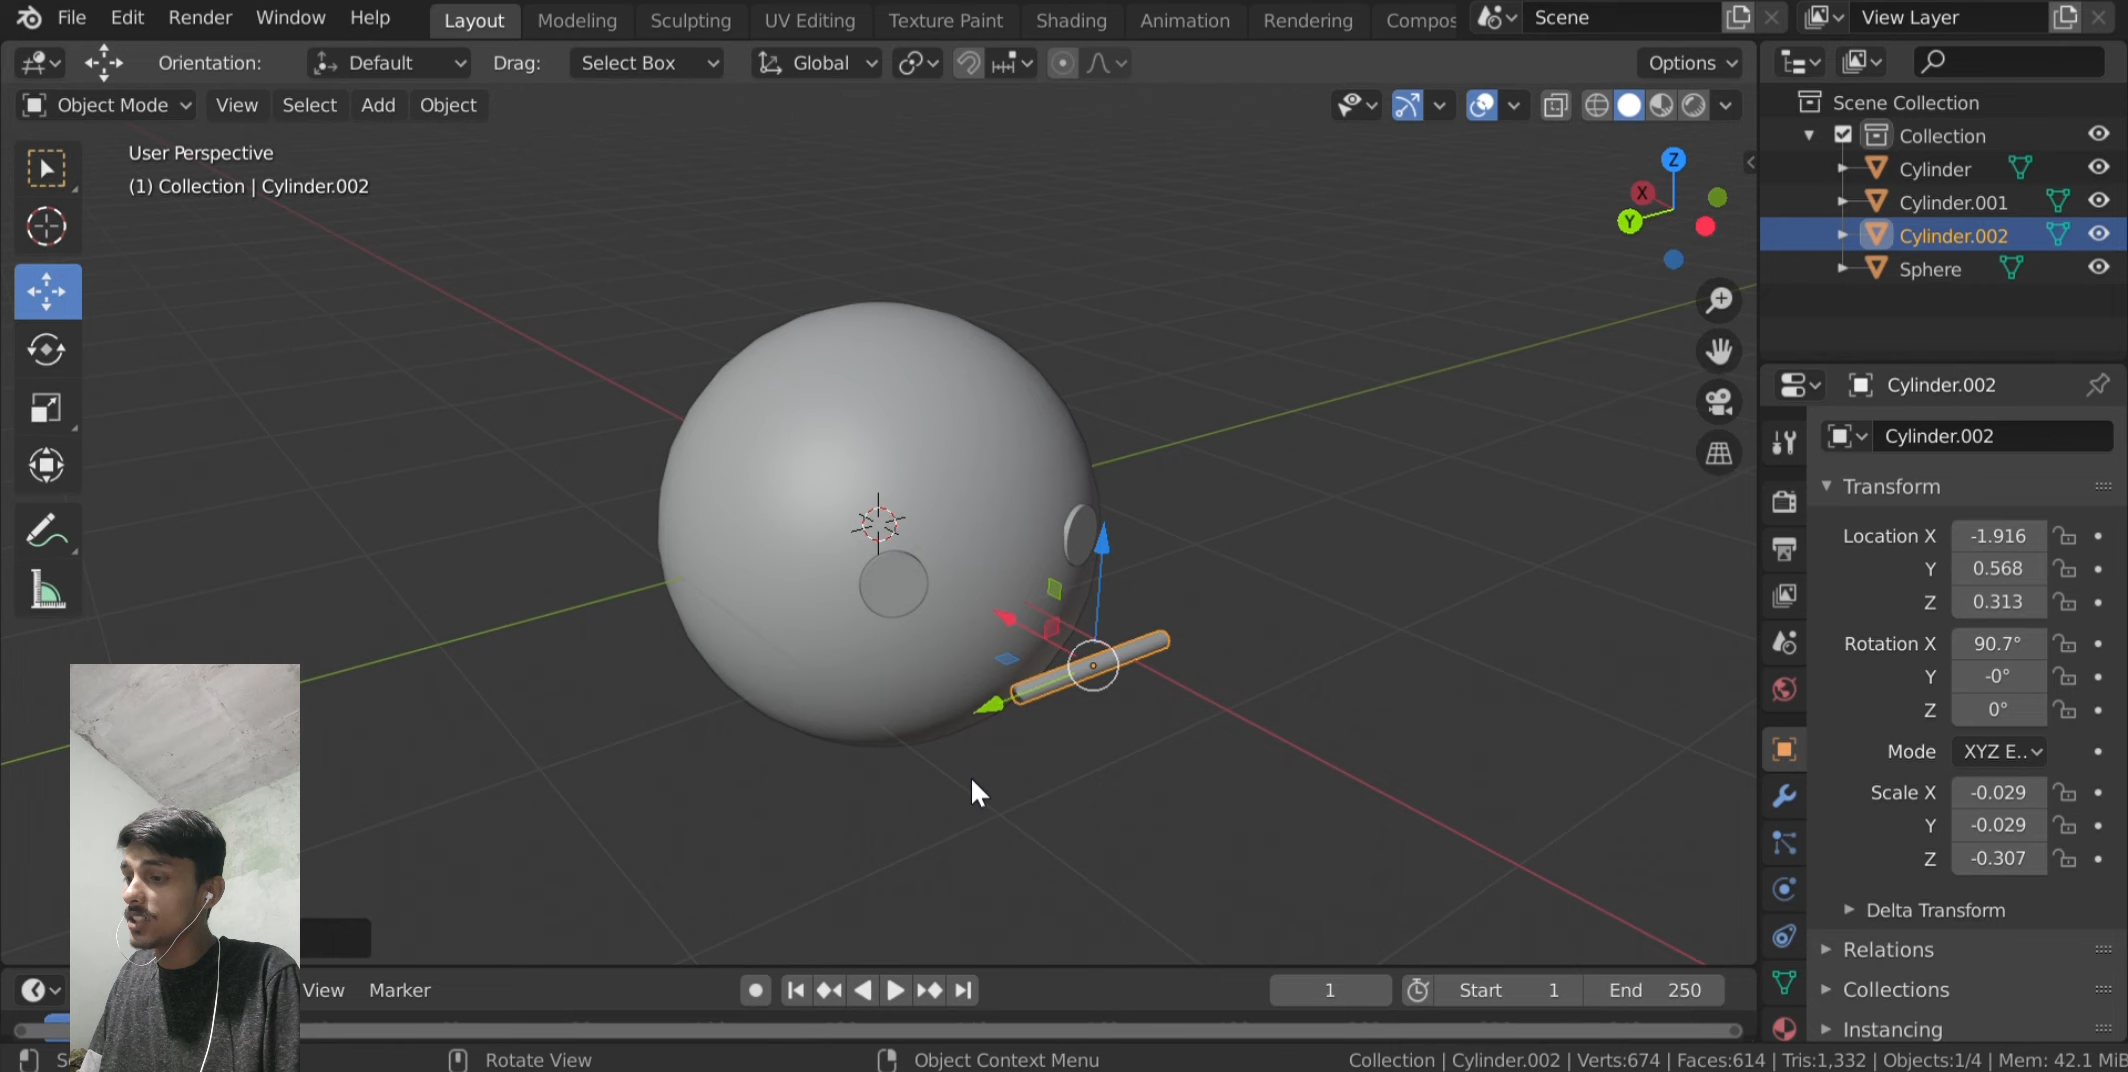 File Edit Render Window Help Layout Modeling Sculpting UV Editing Texture Paint Shading Animation Rendering Compos Scene View Layer
Orientation: Default Drag: Select Box Global Options
Object Mode View Select Add Object
User Perspective
(1) Collection | Cylinder.002
Z
X
Y
Scene Collection
Collection
Cylinder
Cylinder.001
Cylinder.002
Sphere
Cylinder.002
Cylinder.002
Transform
Location X -1.916
Y 0.568
Z 0.313
Rotation X 90.7°
Y -0°
Z 0°
Mode XYZ E..
Scale X -0.029
Y -0.029
Z -0.307
Delta Transform
Relations
Collections
Instancing
View Marker 1 Start 1 End 250
Rotate View Object Context Menu Collection | Cylinder.002 | Verts:674 | Faces:614 | Tris:1,332 | Objects:1/4 | Mem: 42.1 MiB